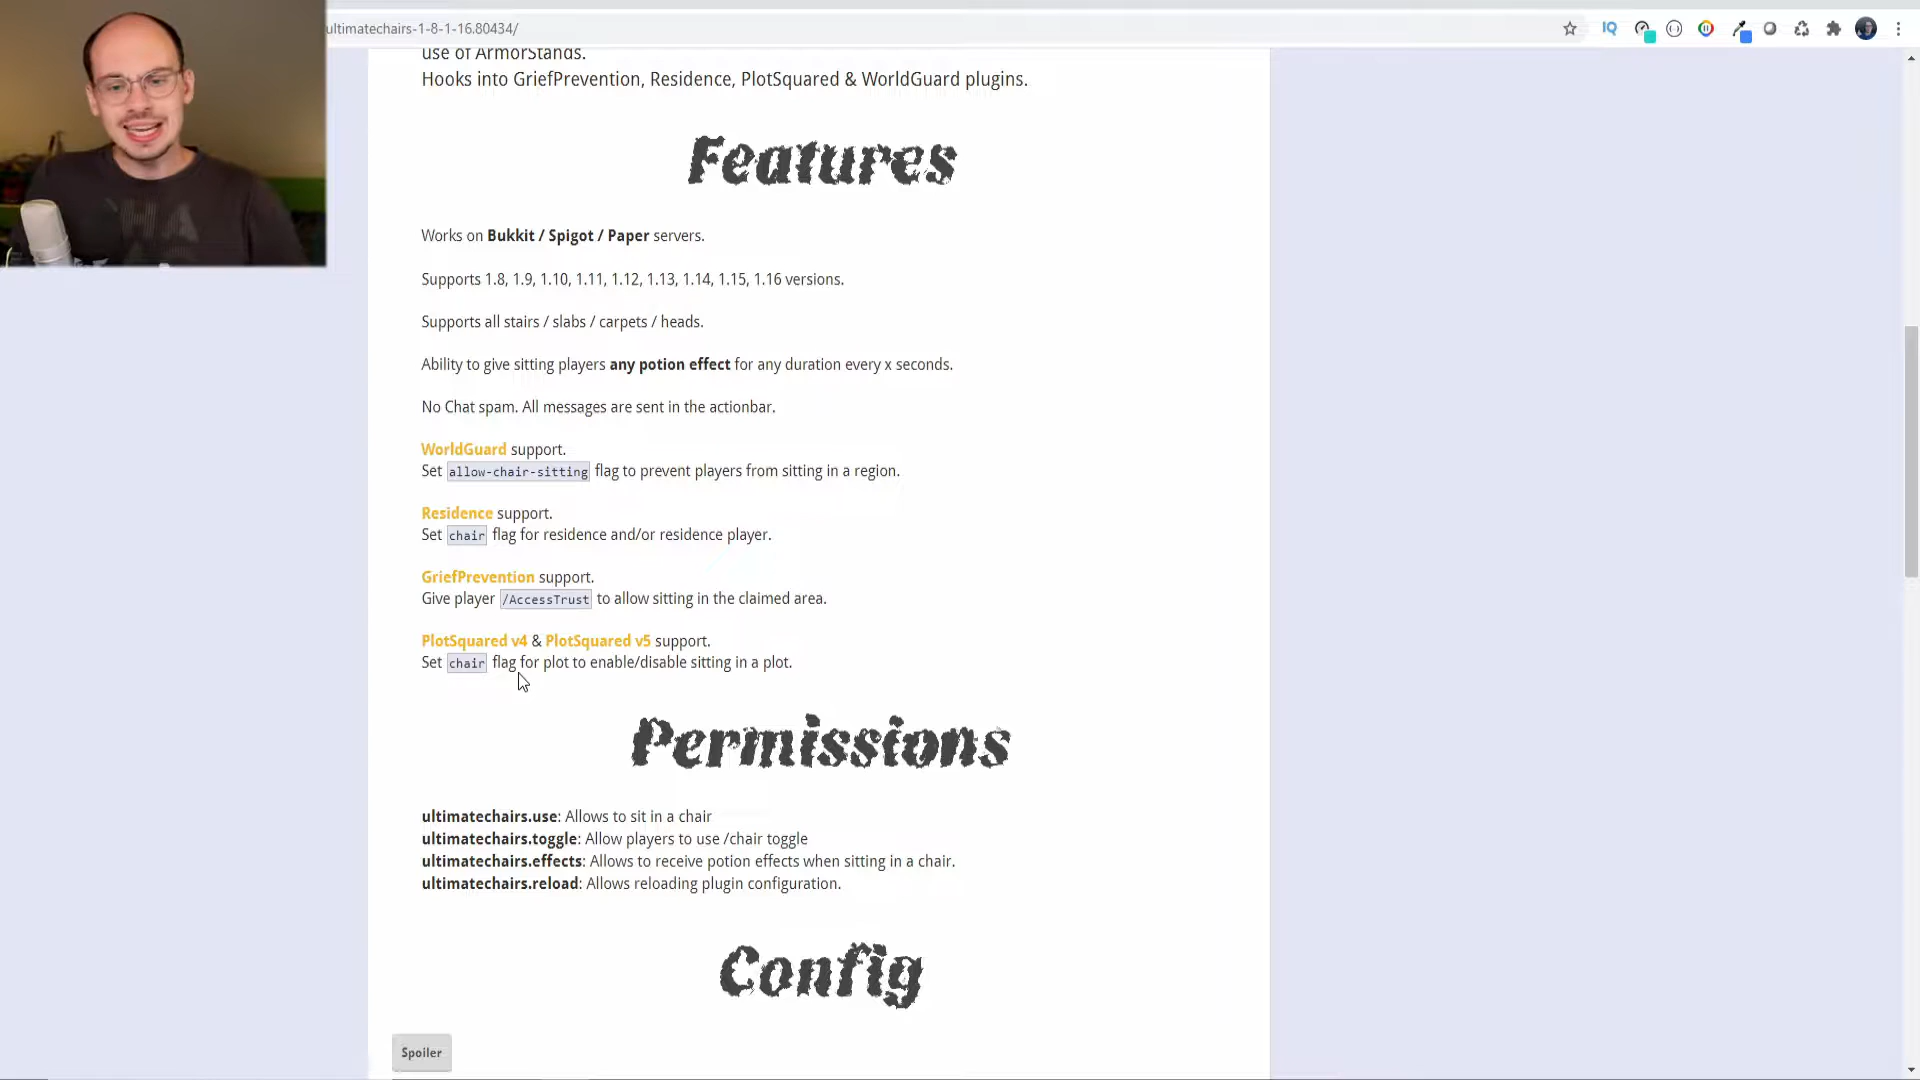 ultimatechairs-1-8-1-16.80434/
IQ
use of ArmorStands.
Hooks into GriefPrevention, Residence, PlotSquared & WorldGuard plugins.
Features
Works on Bukkit / Spigot / Paper servers.
Supports 1.8, 1.9, 1.10, 1.11, 1.12, 1.13, 1.14, 1.15, 1.16 versions.
Supports all stairs / slabs / carpets / heads.
Ability to give sitting players any potion effect for any duration every x seconds.
No Chat spam. All messages are sent in the actionbar.
WorldGuard support.
Set allow-chair-sitting flag to prevent players from sitting in a region.
Residence support.
Set chair flag for residence and/or residence player.
GriefPrevention support.
Give player /AccessTrust to allow sitting in the claimed area.
PlotSquared v4 & PlotSquared v5 support.
Set chair flag for plot to enable/disable sitting in a plot.
Permissions
ultimatechairs.use: Allows to sit in a chair
ultimatechairs.toggle: Allow players to use /chair toggle
ultimatechairs.effects: Allows to receive potion effects when sitting in a chair.
ultimatechairs.reload: Allows reloading plugin configuration.
Config
Spoiler